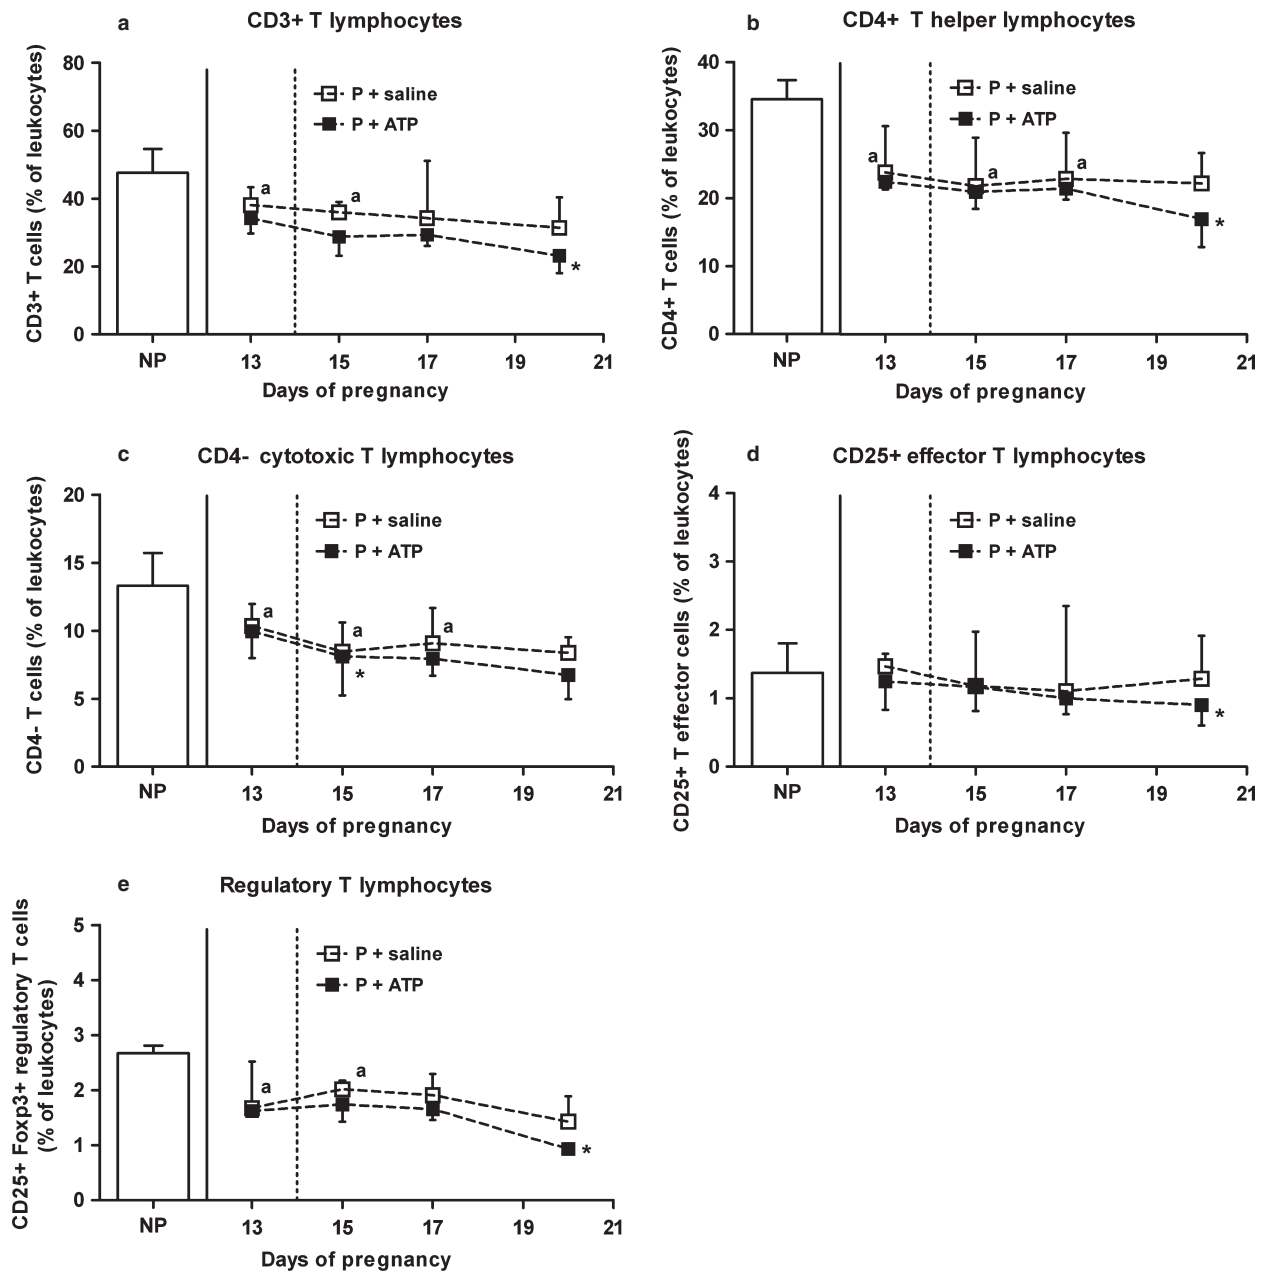 a CD3+ T lymphocytes
CD3+ T cells (% of leukocytes)
80
60
40
20
0
P + saline
P + ATP
a
a
*
NP 13 15 17 19 21
Days of pregnancy
b CD4+ T helper lymphocytes
CD4+ T cells (% of leukocytes)
40
30
20
10
0
P + saline
P + ATP
a
a
a
*
NP 13 15 17 19 21
Days of pregnancy
c CD4- cytotoxic T lymphocytes
CD4- T cells (% of leukocytes)
20
15
10
5
0
P + saline
P + ATP
a
a
a
*
NP 13 15 17 19 21
Days of pregnancy
d CD25+ effector T lymphocytes
CD25+ T effector cells (% of leukocytes)
4
3
2
1
0
P + saline
P + ATP
*
NP 13 15 17 19 21
Days of pregnancy
e Regulatory T lymphocytes
CD25+ Foxp3+ regulatory T cells
(% of leukocytes)
5
4
3
2
1
0
P + saline
P + ATP
a
a
*
NP 13 15 17 19 21
Days of pregnancy